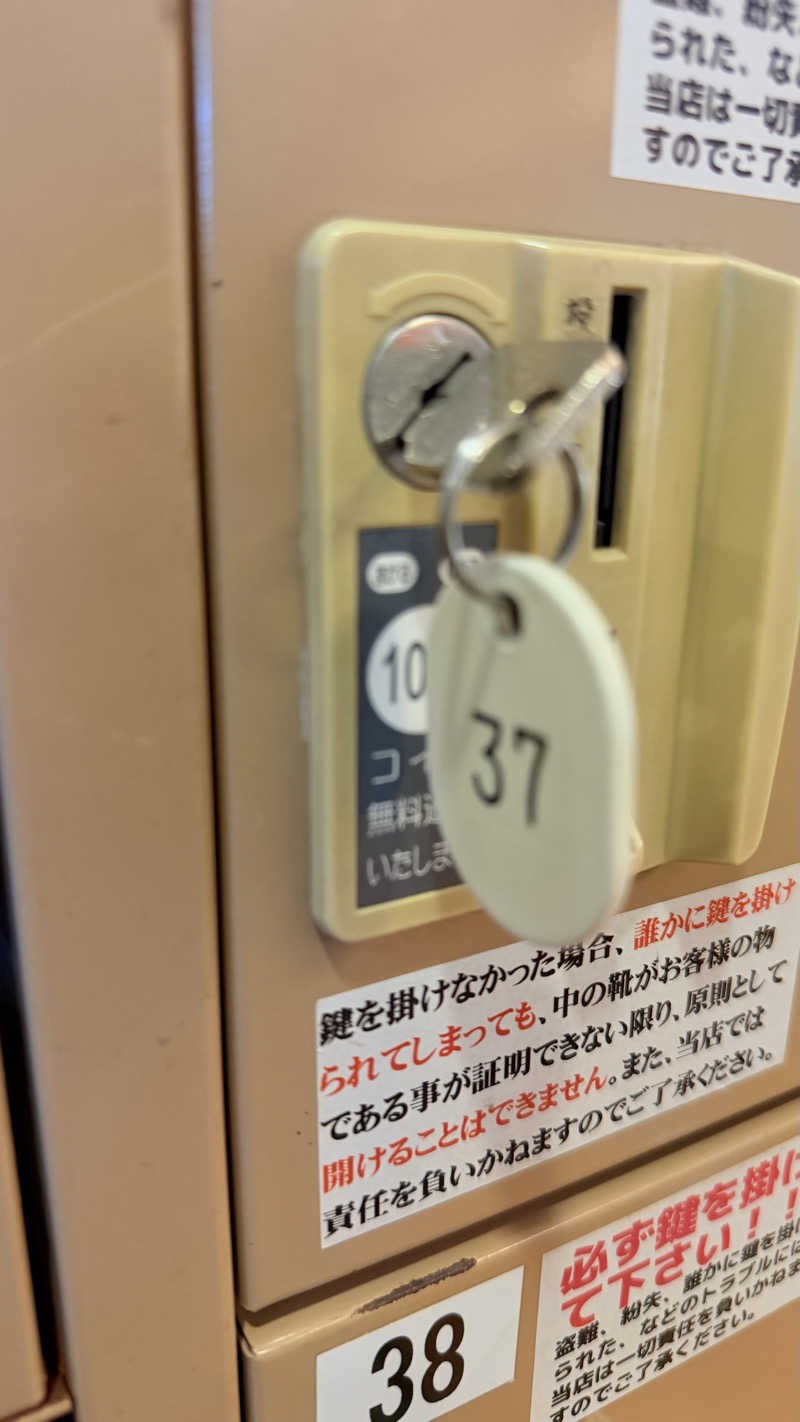 られた、な
当店は一切
すのでご了
投
10
コイ
無料
いたしま
37
鍵を掛けなかった場合、誰かに鍵を掛け
られてしまっても、中の靴がお客様の物
である事が証明できない限り、原則として
開けることはできません。また、当店では
責任を負いかねますのでご了承ください。
38
必ず鍵を掛け
て下さい！！
盗難、紛失、誰かに鍵を掛け
られた、などのトラブルには
当店は一切責任を負いかねま
すのでご了承ください。